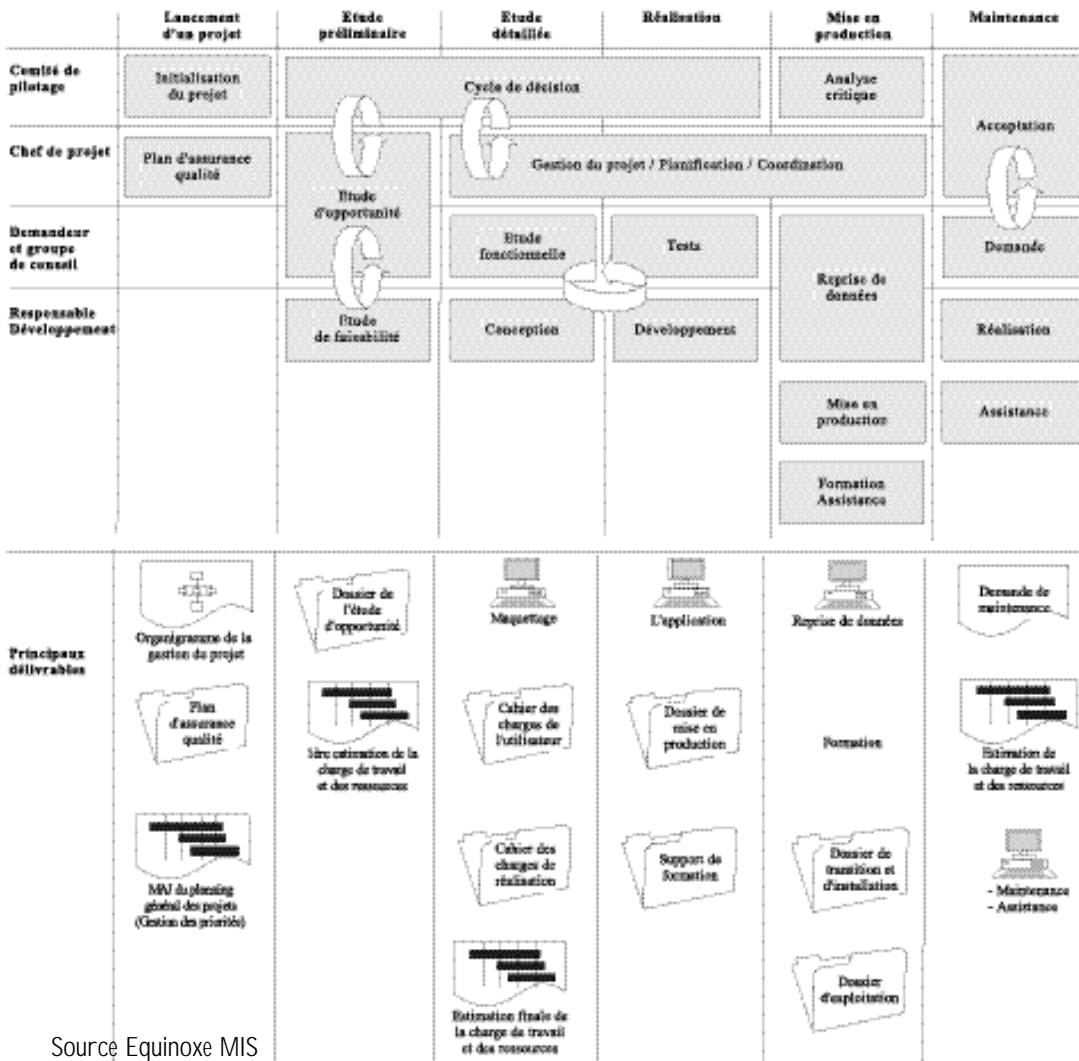 Lancement
d'un projet
Etude
préliminaire
Etude
détaillée
Réalisation
Mise en
production
Maintenance
Comité de
pilotage
Initialisation
du projet
Cycle de décision
Analyse
critique
Acceptation
Chef de projet
Plan d'assurance
qualité
Gestion du projet / Planification / Coordination
Etude
d'opportunité
Demandeur
et groupe
de conseil
Etude
fonctionnelle
Tests
Reprise de
données
Demande
Responsable
Développement
Etude
de faisabilité
Conception
Développement
Réalisation
Mise en
production
Assistance
Formation
Assistance
Principaux
délivrables
Organigramme de la
gestion de projet
Dossier de
l'étude
d'opportunité
Maquettage
L'application
Reprise de données
Demande de
maintenance
Plan
d'assurance
qualité
1ère estimation de la
charge de travail
et des ressources
Cahier des
charges de
l'utilisateur
Dossier de
mise en
production
Formation
Estimation de
la charge de travail
et des ressources
MAJ du planning
général des projets
(Gestion des priorités)
Cahier des
charges de
réalisation
Support de
formation
Dossier de
transition et
d'installation
- Maintenance
- Assistance
Estimation finale de
la charge de travail
et des ressources
Dossier
d'exploitation
Source Equinoxe MIS